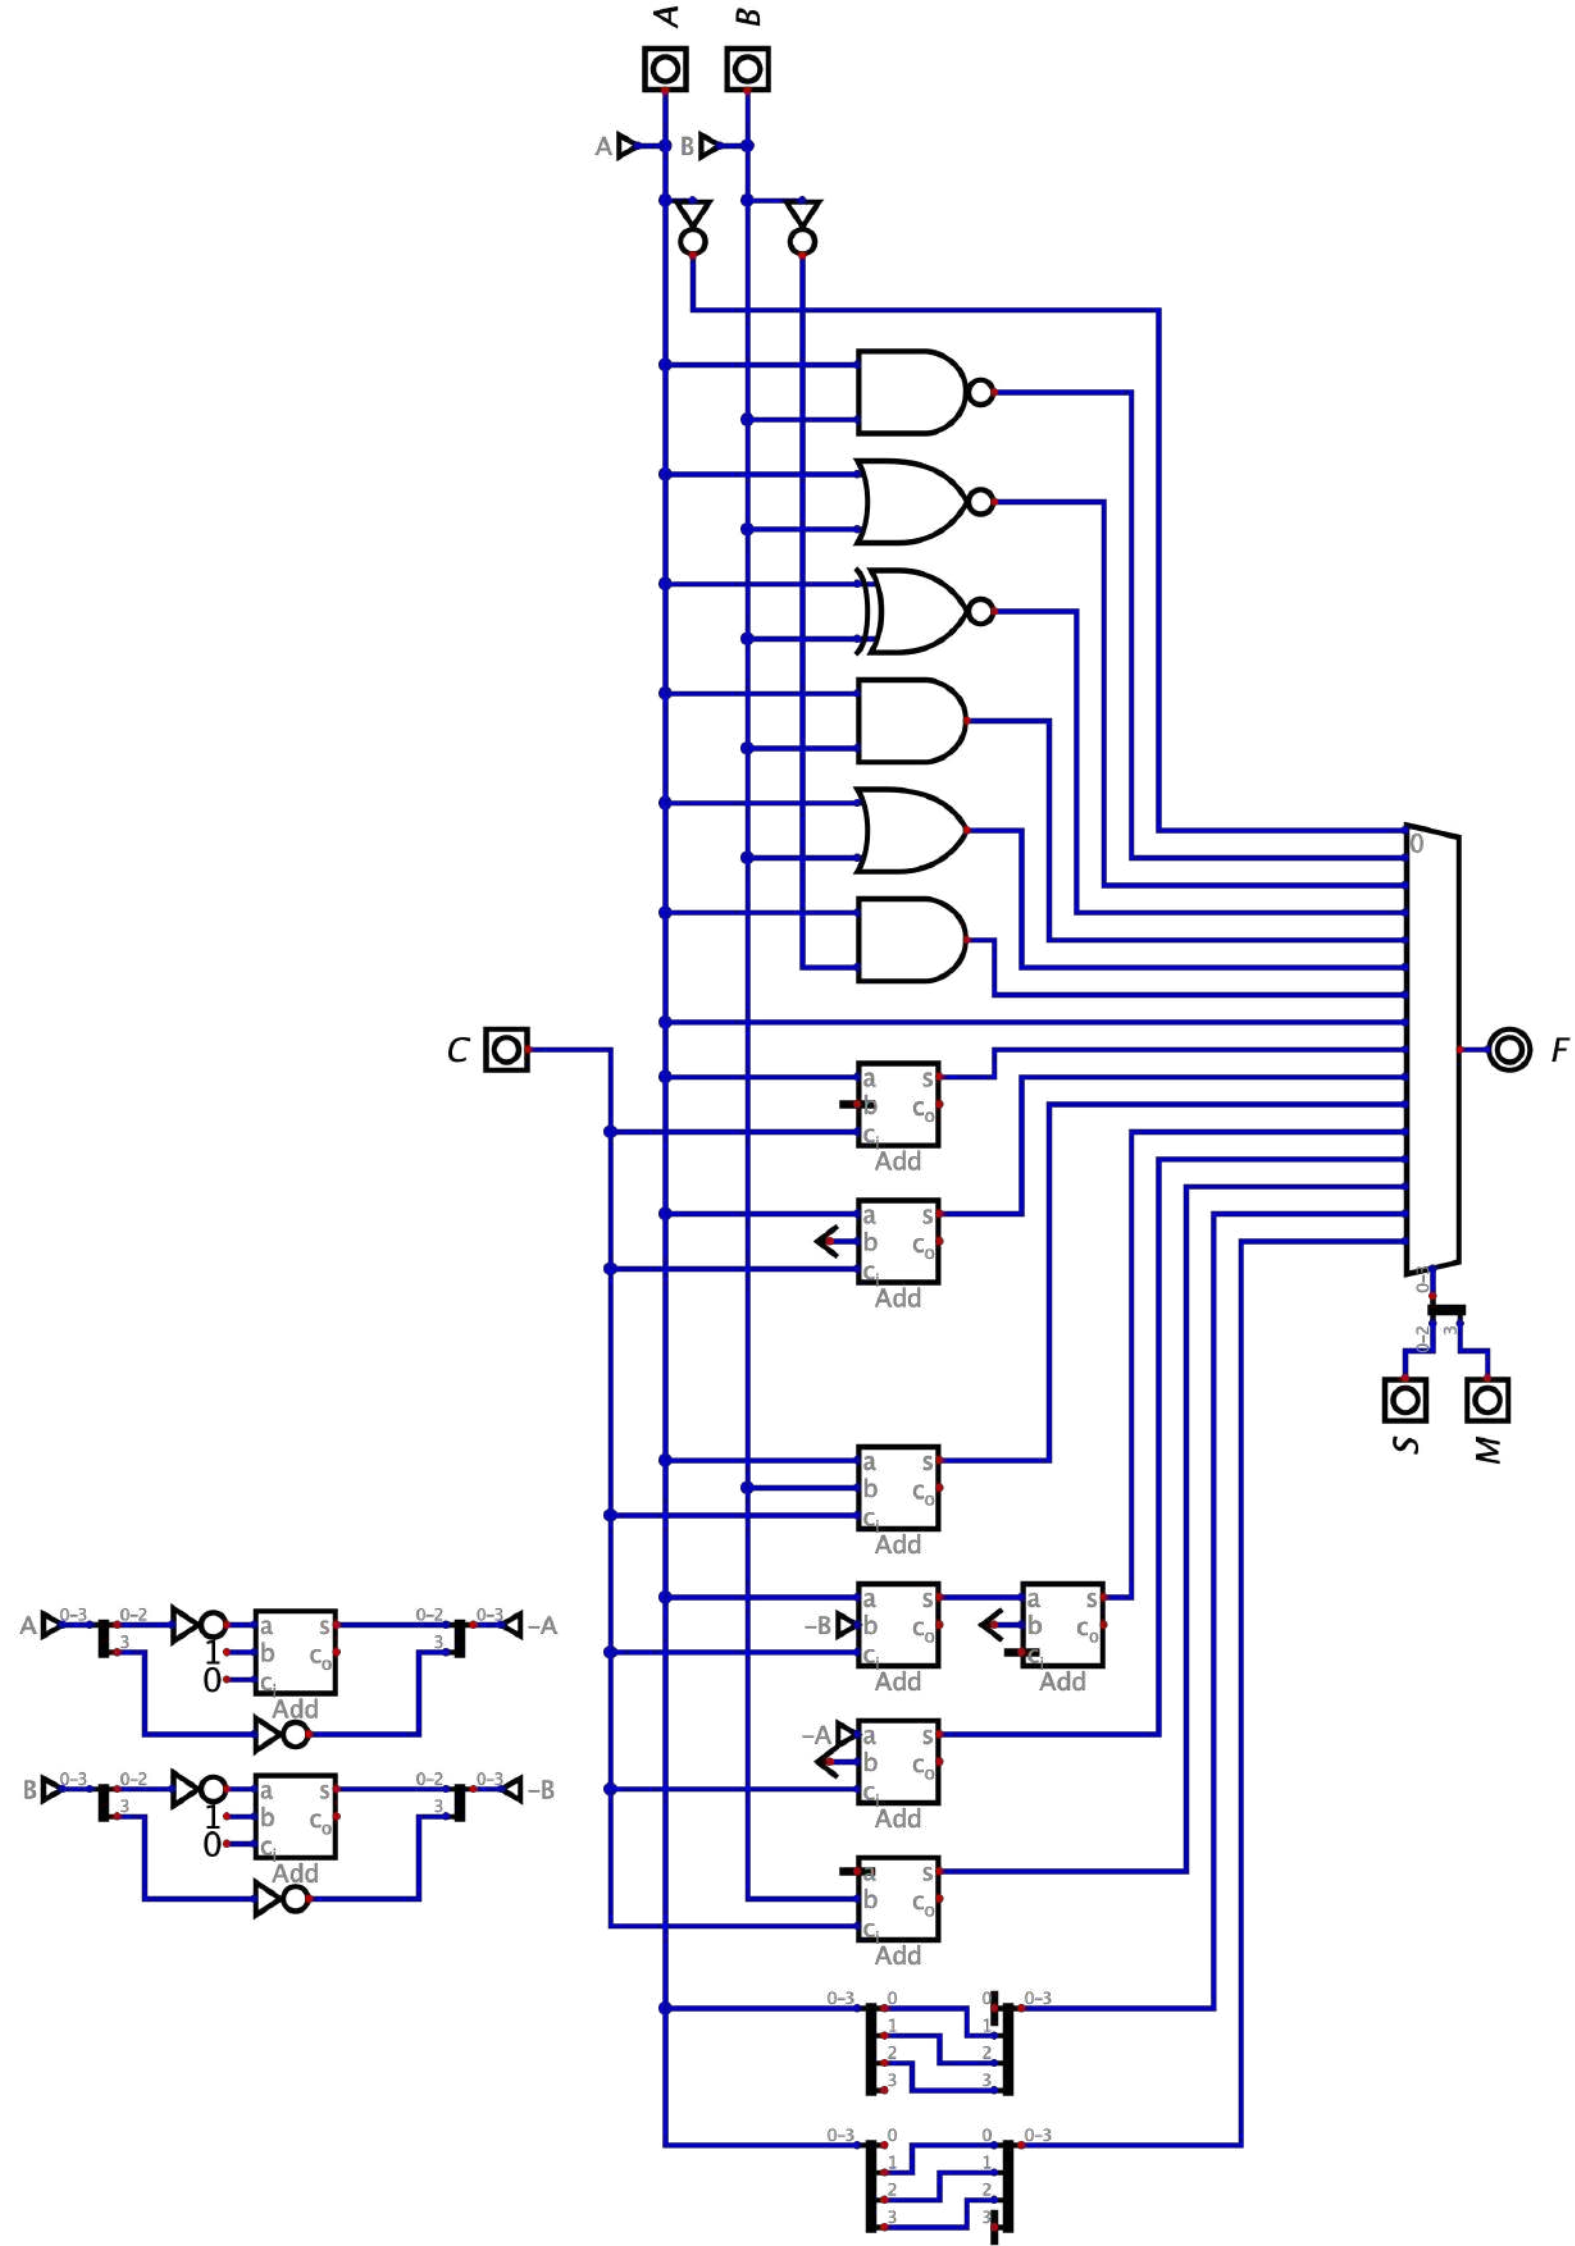 A B
A B
0
C F
a s
b co
ci
Add
a s
b co
ci
Add
0-3
0-2 3
S M
a s
b co
ci
Add
a s a s
-B b co b co
ci ci
Add Add
A 0-3 0-2 a s 0-2 0-3 -A
3 1 b co 3
0 ci
Add
-A a s
b co
ci
Add
B 0-3 0-2 a s 0-2 0-3 -B
3 1 b co 3
0 ci
Add
a s
b co
ci
Add
0-3 0 0 0-3
1 1
2 2
3 3
0-3 0 0 0-3
1 1
2 2
3 3